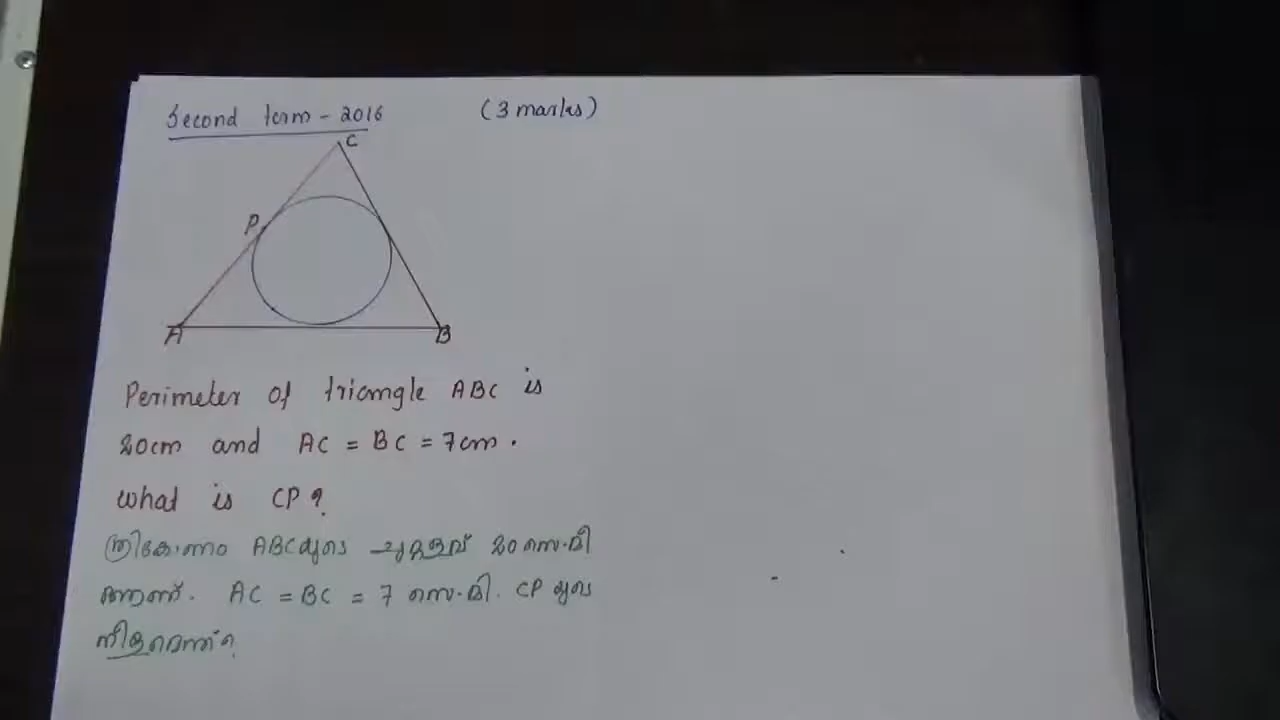 Second term - 2016 (3 marks)
C
P
A B
Perimeter of triangle ABC is
20cm and AC = BC = 7cm.
What is CP?
ത്രികോണം ABCയുടെ ചുറ്റളവ് 20 സെ.മീ
ആണ്. AC = BC = 7 സെ.മി. CP യുടെ
നീളമെന്ത്?